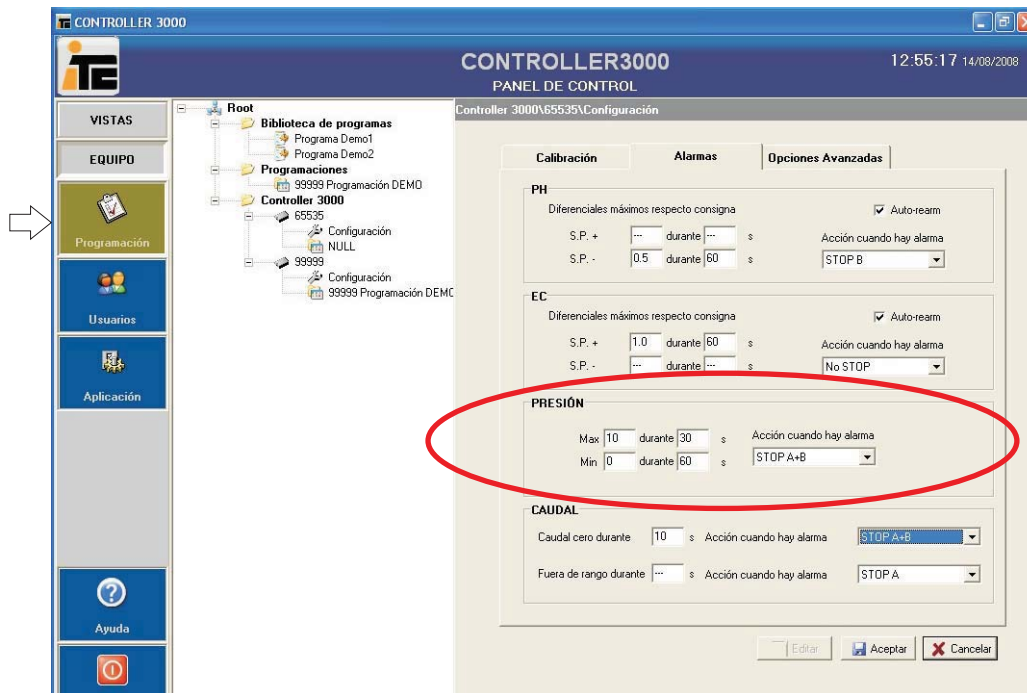 CONTROLLER 3000
iTC
CONTROLLER3000
PANEL DE CONTROL
12:55:17 14/08/2008
VISTAS
EQUIPO
Programación
Usuarios
Aplicación
Ayuda
Root
Biblioteca de programas
Programa Demo1
Programa Demo2
Programaciones
99999 Programación DEMO
Controller 3000
65535
Configuración
NULL
99999
Configuración
99999 Programación DEMO
Controller 3000\65535\Configuración
Calibración Alarmas Opciones Avanzadas
PH
Diferenciales máximos respecto consigna Auto-rearm
S.P. + --- durante --- s Acción cuando hay alarma
S.P. - 0.5 durante 60 s STOP B
EC
Diferenciales máximos respecto consigna Auto-rearm
S.P. + 1.0 durante 60 s Acción cuando hay alarma
S.P. - --- durante --- s No STOP
PRESIÓN
Max 10 durante 30 s Acción cuando hay alarma
Min 0 durante 60 s STOP A+B
CAUDAL
Caudal cero durante 10 s Acción cuando hay alarma STOP A+B
Fuera de rango durante --- s Acción cuando hay alarma STOP A
Editar Aceptar Cancelar